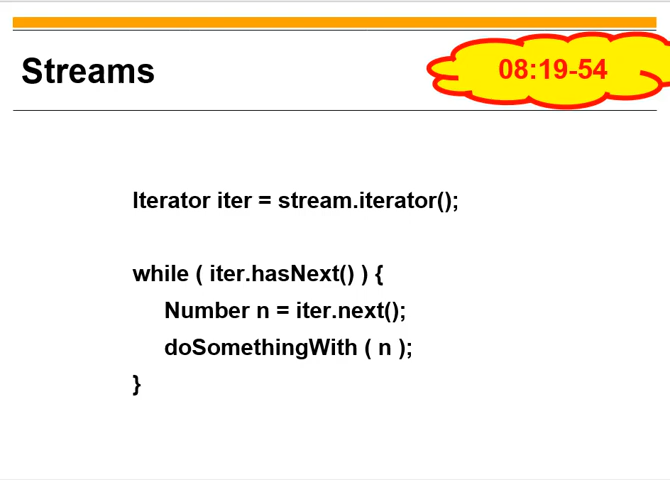 Streams
08:19-54
Iterator iter = stream.iterator();
while ( iter.hasNext() ) {
Number n = iter.next();
doSomethingWith ( n );
}